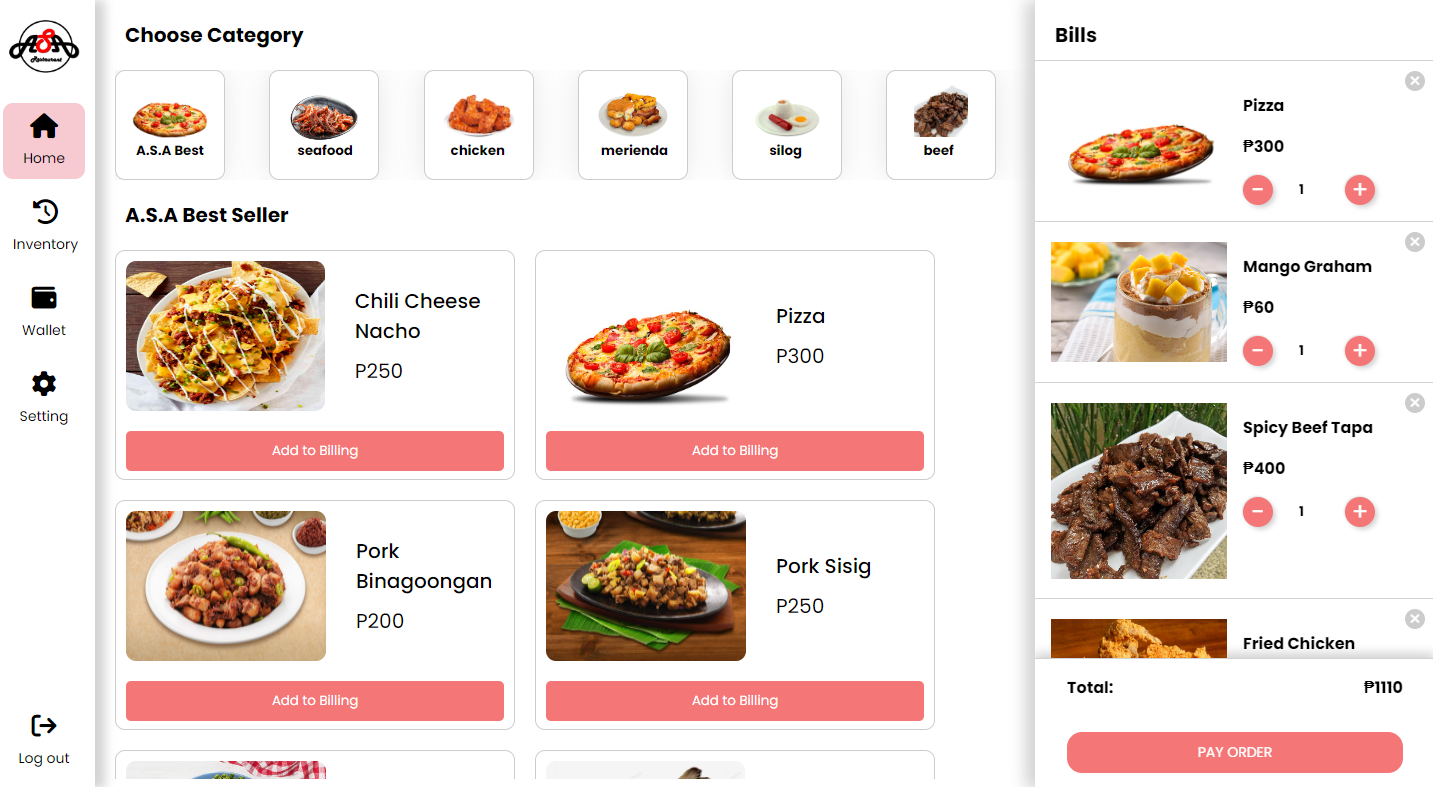 A.S.A
Restaurant
Home
Inventory
Wallet
Setting
Log out
Choose Category
A.S.A Best
seafood
chicken
merienda
silog
beef
A.S.A Best Seller
Chili Cheese
Nacho
P250
Add to Billing
Pizza
P300
Add to Billing
Pork
Binagoongan
P200
Add to Billing
Pork Sisig
P250
Add to Billing
Bills
Pizza
₱300
1
Mango Graham
₱60
1
Spicy Beef Tapa
₱400
1
Fried Chicken
Total: ₱1110
PAY ORDER